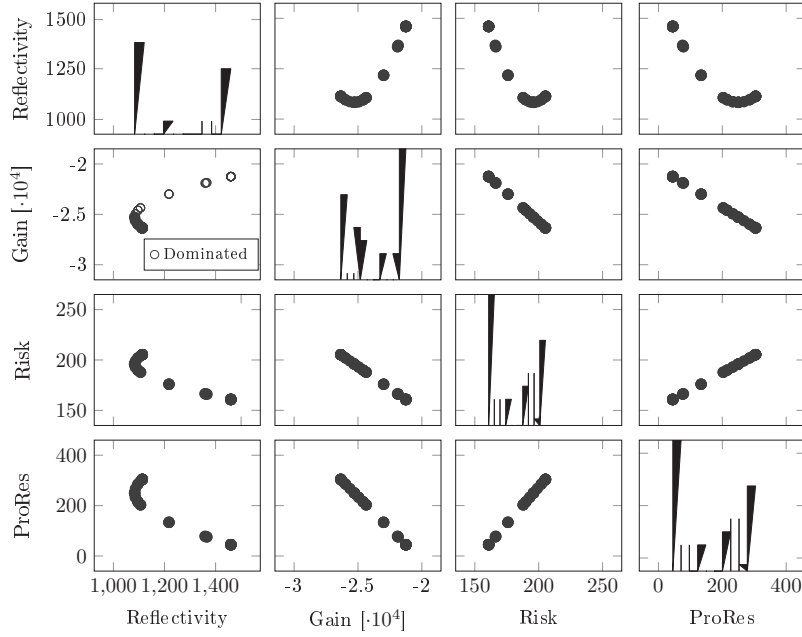 Reflectivity
1500
1250
1000
Gain [·10⁴]
-2
-2.5
-3
Dominated
Risk
250
200
150
ProRes
400
200
0
1,000 1,200 1,400
-3 -2.5 -2
150 200 250
0 200 400
Reflectivity
Gain [·10⁴]
Risk
ProRes